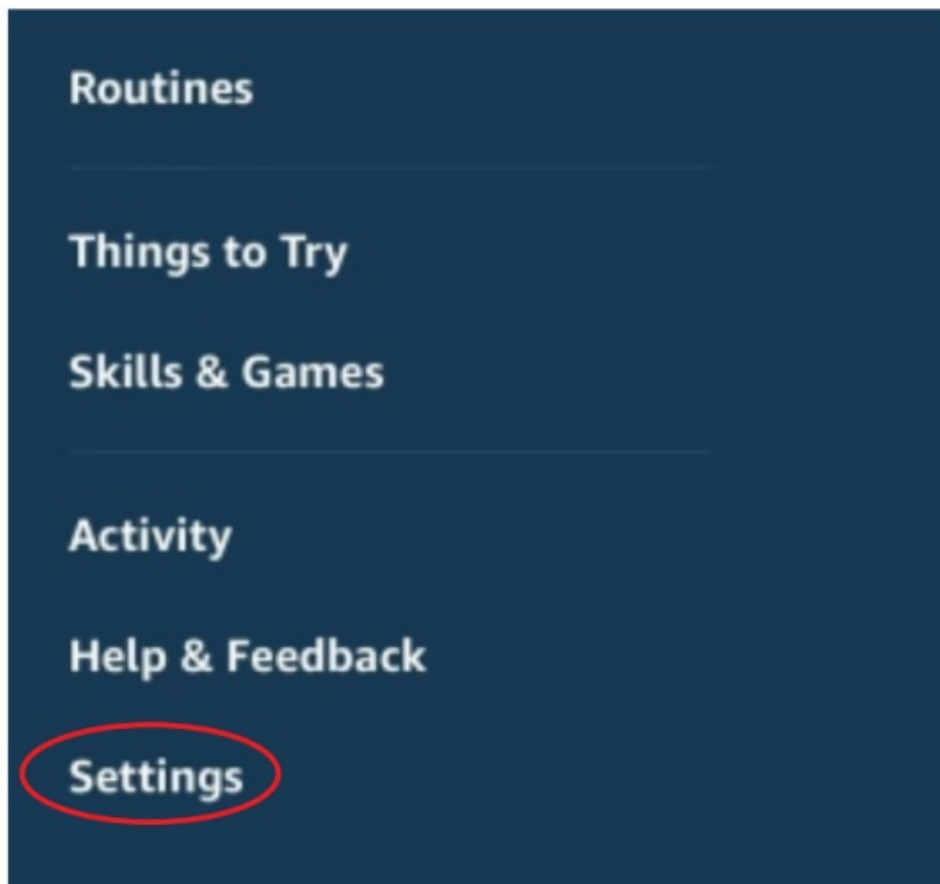 Routines
Things to Try
Skills & Games
Activity
Help & Feedback
Settings